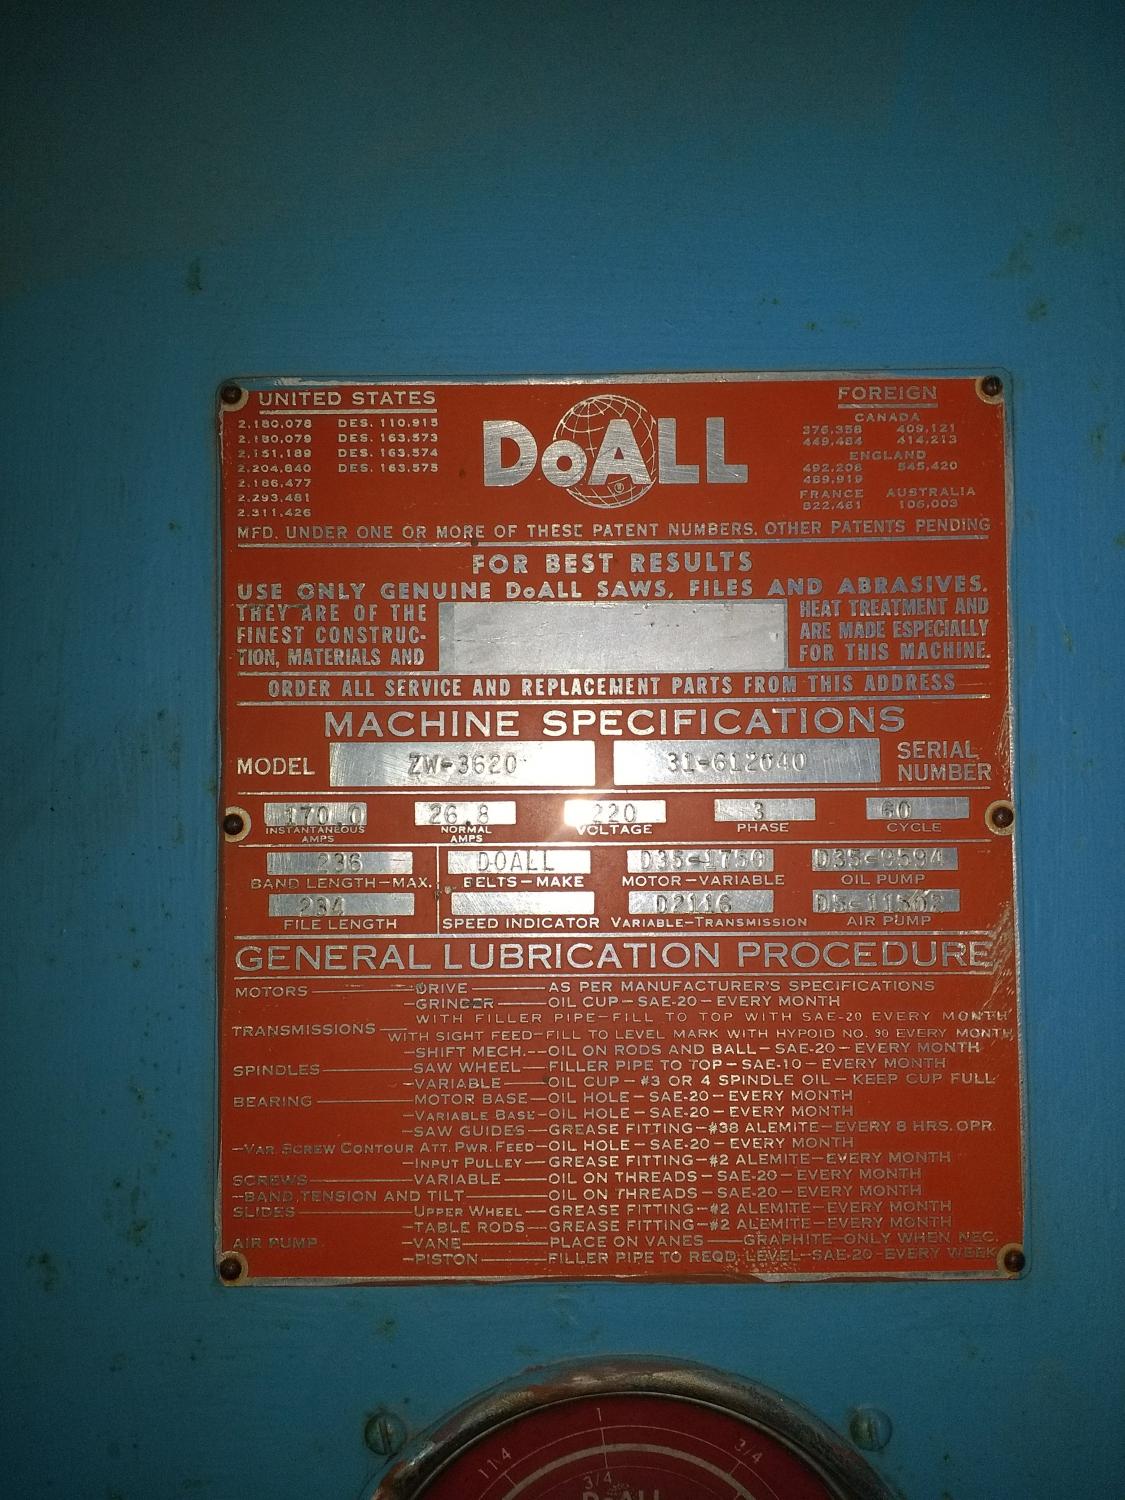 UNITED STATES
2,180,078 DES. 110,915
2,180,079 DES. 163,573
2,151,189 DES. 163,574
2,204,840 DES. 163,575
2,186,477
2,293,481
2,311,426
DoALL
FOREIGN
CANADA
376,358 409,121
449,484 414,213
ENGLAND
492,206 545,420
489,919
FRANCE AUSTRALIA
822,461 106,003
MFD. UNDER ONE OR MORE OF THESE PATENT NUMBERS. OTHER PATENTS PENDING
FOR BEST RESULTS
USE ONLY GENUINE DoALL SAWS, FILES AND ABRASIVES.
THEY ARE OF THE
FINEST CONSTRUC-
TION, MATERIALS AND
HEAT TREATMENT AND
ARE MADE ESPECIALLY
FOR THIS MACHINE.
ORDER ALL SERVICE AND REPLACEMENT PARTS FROM THIS ADDRESS
MACHINE SPECIFICATIONS
MODEL ZW-3620 31-612640 SERIAL NUMBER
170.0 26.8 220 3 60
INSTANTANEOUS AMPS NORMAL AMPS VOLTAGE PHASE CYCLE
236 DOALL D35-1750 D35-9594
BAND LENGTH-MAX. BELTS-MAKE MOTOR-VARIABLE OIL PUMP
234 D2116
FILE LENGTH SPEED INDICATOR VARIABLE-TRANSMISSION AIR PUMP
GENERAL LUBRICATION PROCEDURE
MOTORS — DRIVE — AS PER MANUFACTURER'S SPECIFICATIONS
—GRINDER — OIL CUP-SAE-20-EVERY MONTH
WITH FILLER PIPE-FILL TO TOP WITH SAE-20 EVERY MONTH
TRANSMISSIONS — WITH SIGHT FEED-FILL TO LEVEL MARK WITH HYPOID NO. 90 EVERY MONTH
—SHIFT MECH.--OIL ON RODS AND BALL-SAE-20-EVERY MONTH
SPINDLES — SAW WHEEL — FILLER PIPE TO TOP-SAE-10-EVERY MONTH
—VARIABLE — OIL CUP-#3 OR 4 SPINDLE OIL-KEEP CUP FULL
BEARING — MOTOR BASE-OIL HOLE-SAE-20-EVERY MONTH
—VARIABLE BASE-OIL HOLE-SAE-20-EVERY MONTH
—SAW GUIDES-GREASE FITTING-#38 ALEMITE-EVERY 8 HRS. OPR.
—VAR. SCREW CONTOUR ATT. PWR. FEED-OIL HOLE-SAE-20-EVERY MONTH
—INPUT PULLEY-GREASE FITTING-#2 ALEMITE-EVERY MONTH
SCREWS — VARIABLE — OIL ON THREADS-SAE-20-EVERY MONTH
—BAND TENSION AND TILT — OIL ON THREADS-SAE-20-EVERY MONTH
SLIDES — UPPER WHEEL-GREASE FITTING-#2 ALEMITE-EVERY MONTH
—TABLE RODS-GREASE FITTING-#2 ALEMITE-EVERY MONTH
AIR PUMP —VANE — PLACE ON VANES — GRAPHITE-ONLY WHEN NEC.
—PISTON — FILLER PIPE TO REQD. LEVEL-SAE-20-EVERY WEEK
1
1 1/4 3/4
3/4
DoALL